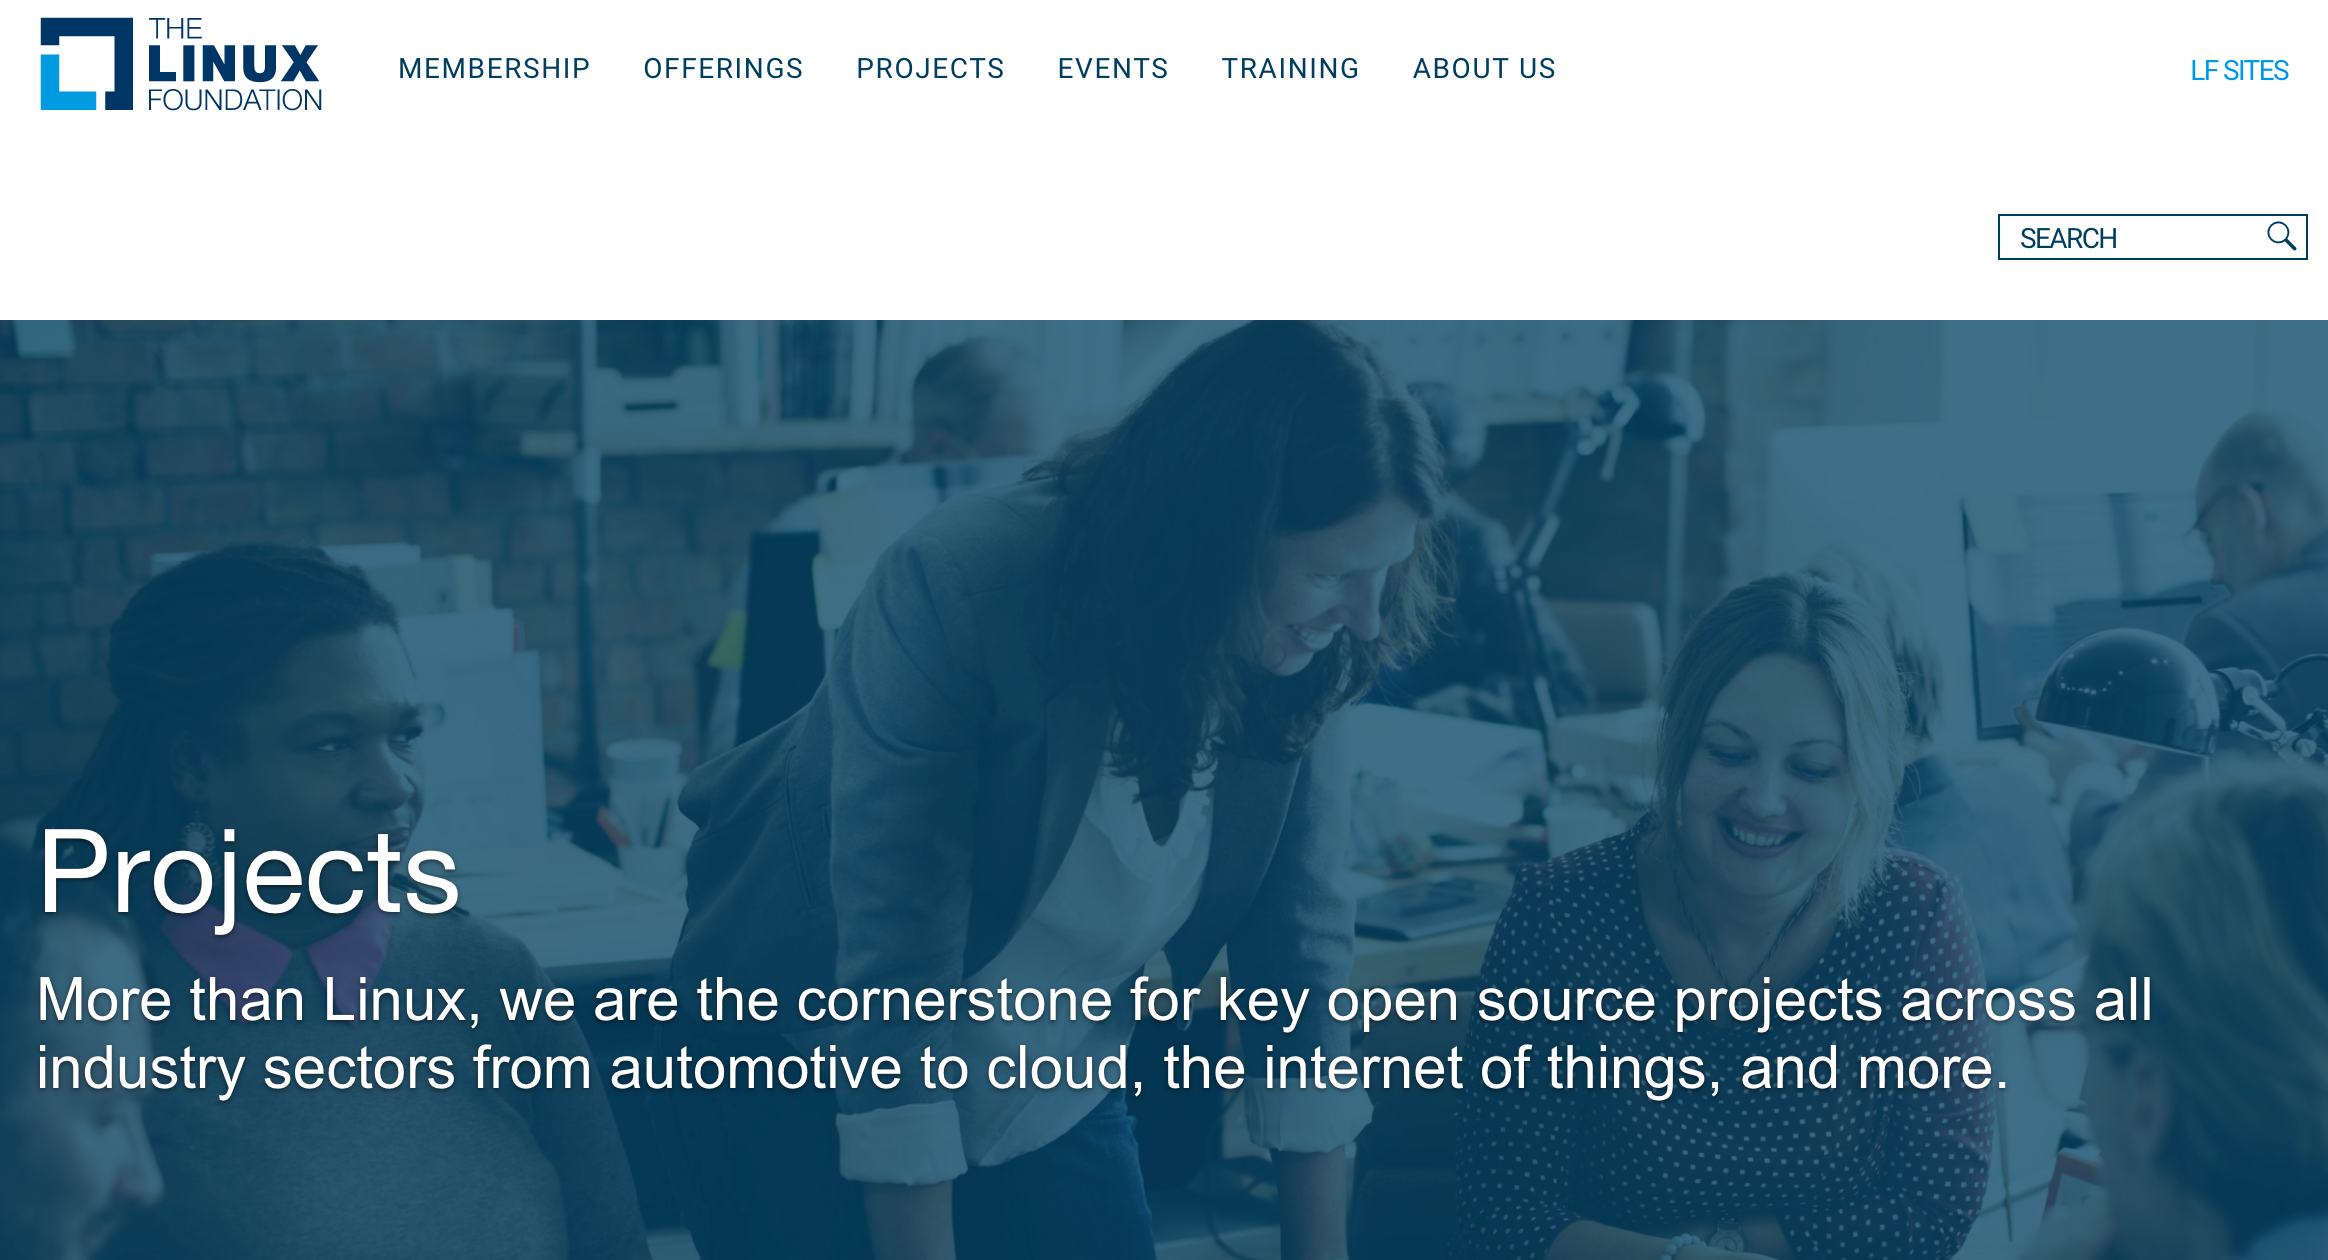 THE
LINUX
FOUNDATION
MEMBERSHIP OFFERINGS PROJECTS EVENTS TRAINING ABOUT US
LF SITES
SEARCH
Projects
More than Linux, we are the cornerstone for key open source projects across all
industry sectors from automotive to cloud, the internet of things, and more.